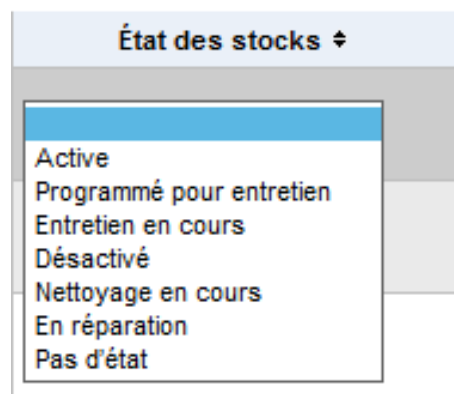 État des stocks
Active
Programmé pour entretien
Entretien en cours
Désactivé
Nettoyage en cours
En réparation
Pas d'état